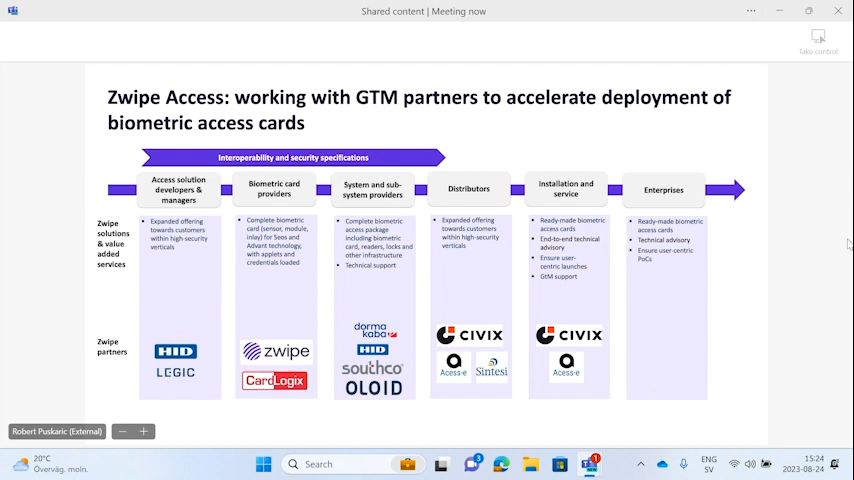 Shared content | Meeting now
Take control
Zwipe Access: working with GTM partners to accelerate deployment of
biometric access cards
Interoperability and security specifications
Access solution
developers &
managers
Biometric card
providers
System and sub-
system providers
Distributors
Installation and
service
Enterprises
Zwipe
solutions
& value
added
services
• Expanded offering
towards customers
within high-security
verticals
• Complete biometric
card (sensor, module,
inlay) for Seos and
Advant technology,
with applets and
credentials loaded
• Complete biometric
access package
including biometric
card, readers, locks and
other infrastructure
• Technical support
• Expanded offering
towards customers
within high-security
verticals
• Ready-made biometric
access cards
• End-to-end technical
advisory
• Ensure user-
centric launches
• GtM support
• Ready-made biometric
access cards
• Technical advisory
• Ensure user-centric
PoCs
Zwipe
partners
HID
LEGIC
zwipe
CardLogix
dorma
kaba
HID
southco
OLOID
CIVIX
Acess-e
Sintesi
CIVIX
Acess-e
Robert Puskaric (External)
20°C
Överväg. moln.
Search
3
1
NEW
ENG
SV
15:24
2023-08-24